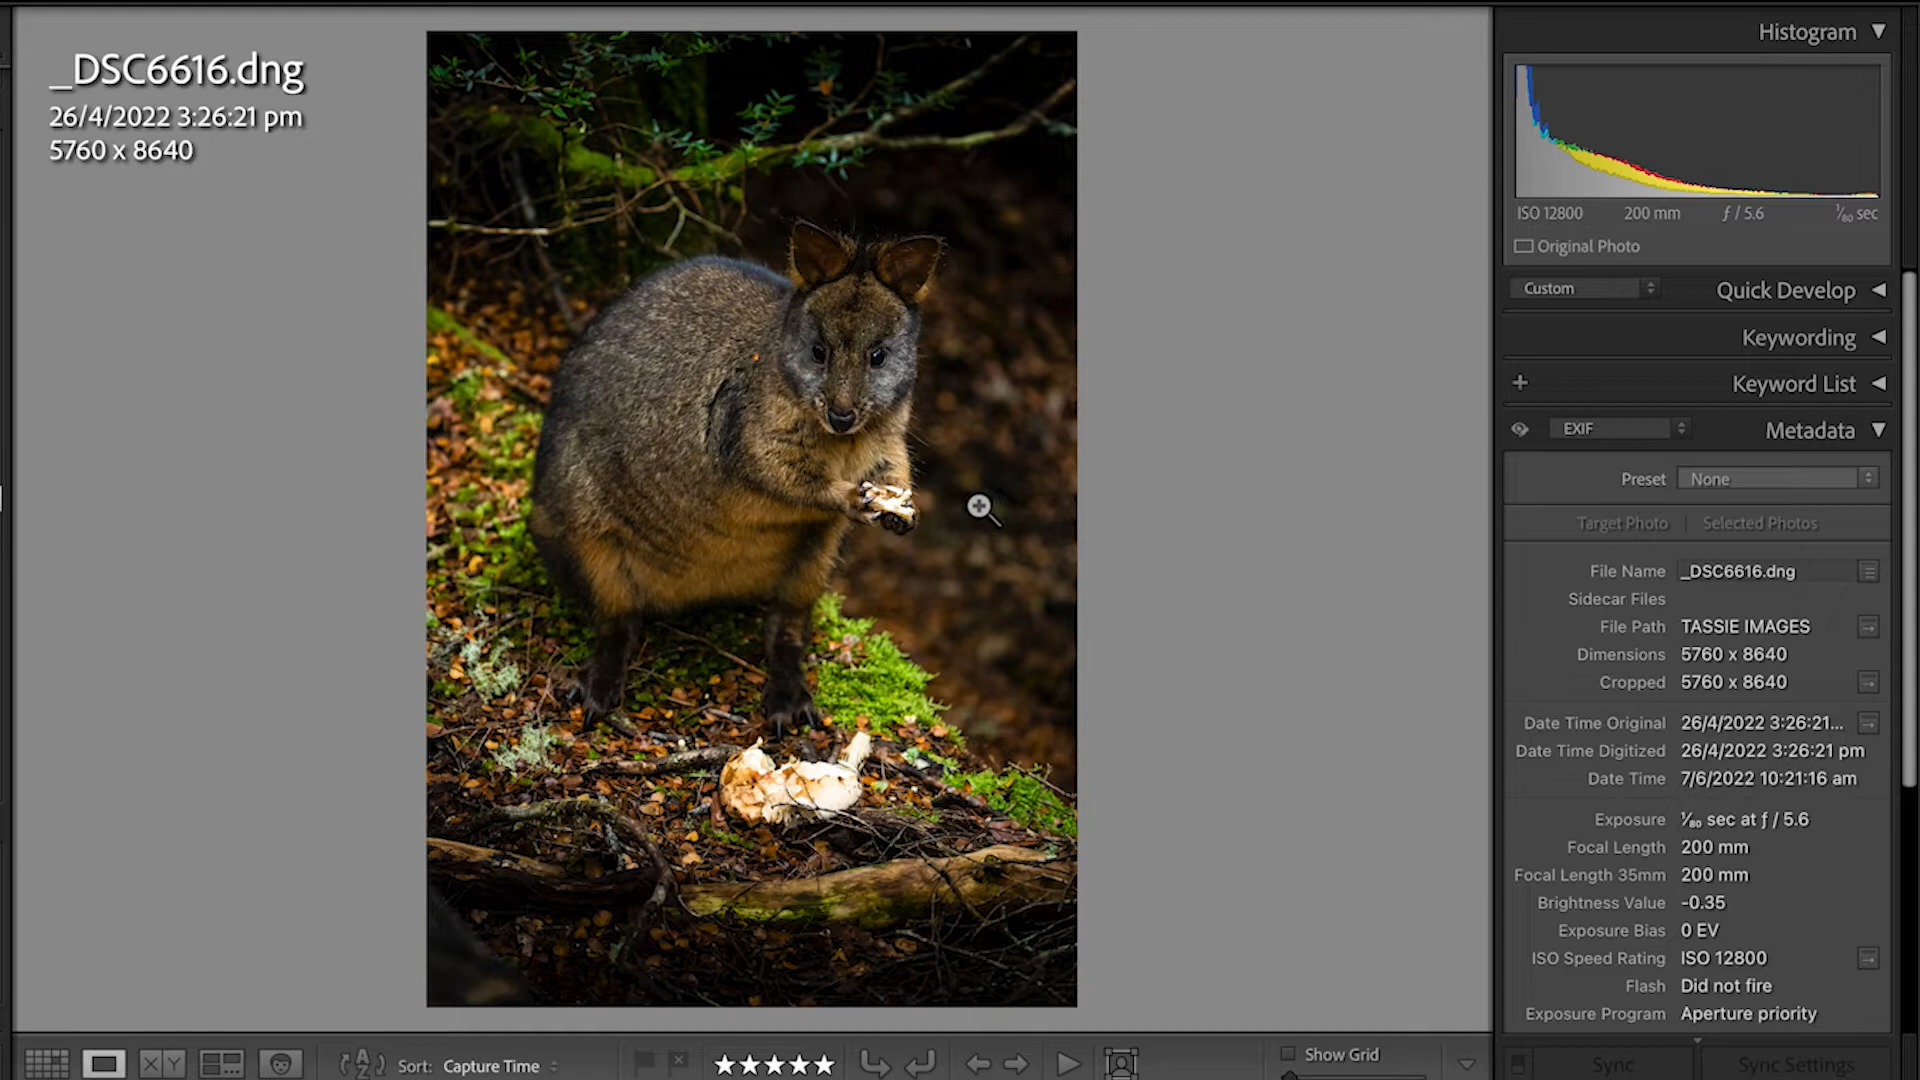 _DSC6616.dng
26/4/2022 3:26:21 pm
5760 x 8640
Histogram
ISO 12800 200 mm ƒ / 5.6 ¹⁄₈₀ sec
Original Photo
Custom Quick Develop
Keywording
Keyword List
EXIF Metadata
Preset None
Target Photo Selected Photos
File Name _DSC6616.dng
Sidecar Files
File Path TASSIE IMAGES
Dimensions 5760 x 8640
Cropped 5760 x 8640
Date Time Original 26/4/2022 3:26:21...
Date Time Digitized 26/4/2022 3:26:21 pm
Date Time 7/6/2022 10:21:16 am
Exposure ¹⁄₈₀ sec at ƒ / 5.6
Focal Length 200 mm
Focal Length 35mm 200 mm
Brightness Value -0.35
Exposure Bias 0 EV
ISO Speed Rating ISO 12800
Flash Did not fire
Exposure Program Aperture priority
X Y A Z Sort: Capture Time Show Grid Sync Sync Settings